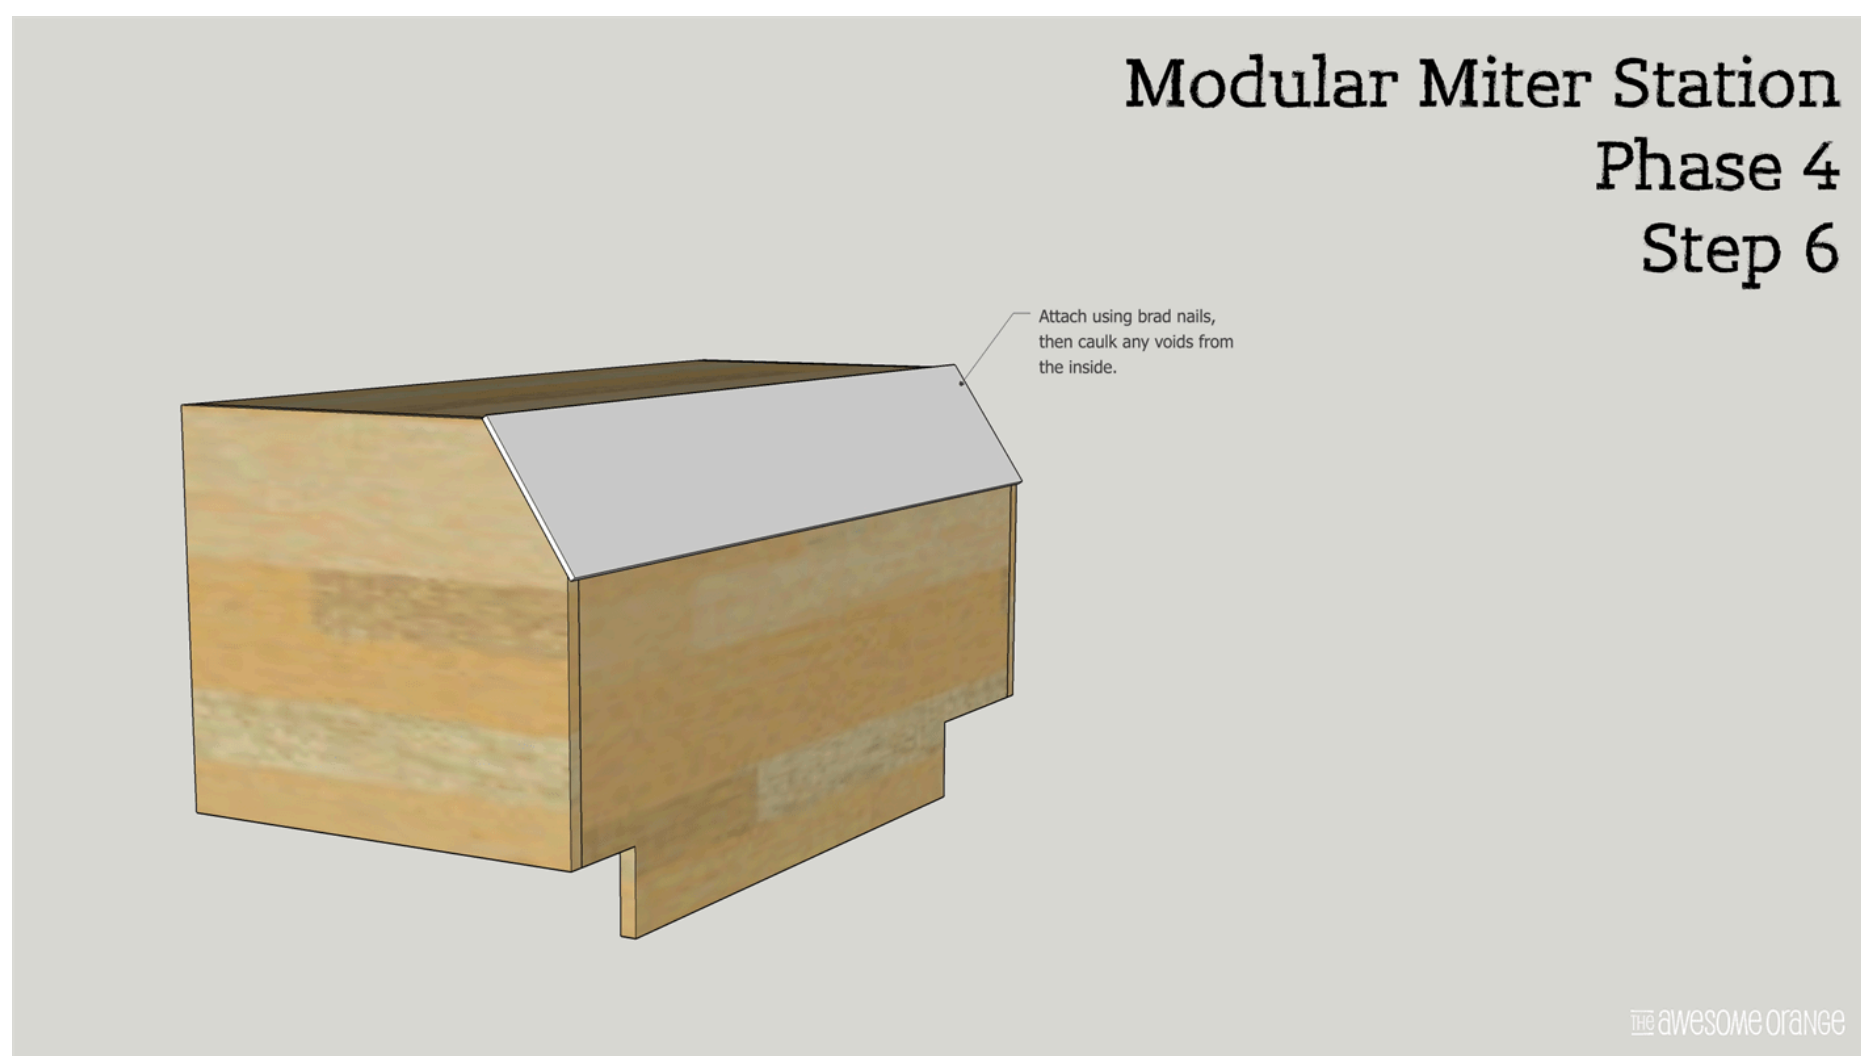 Modular Miter Station
Phase 4
Step 6
Attach using brad nails,
then caulk any voids from
the inside.
THE AWESOME ORANGE